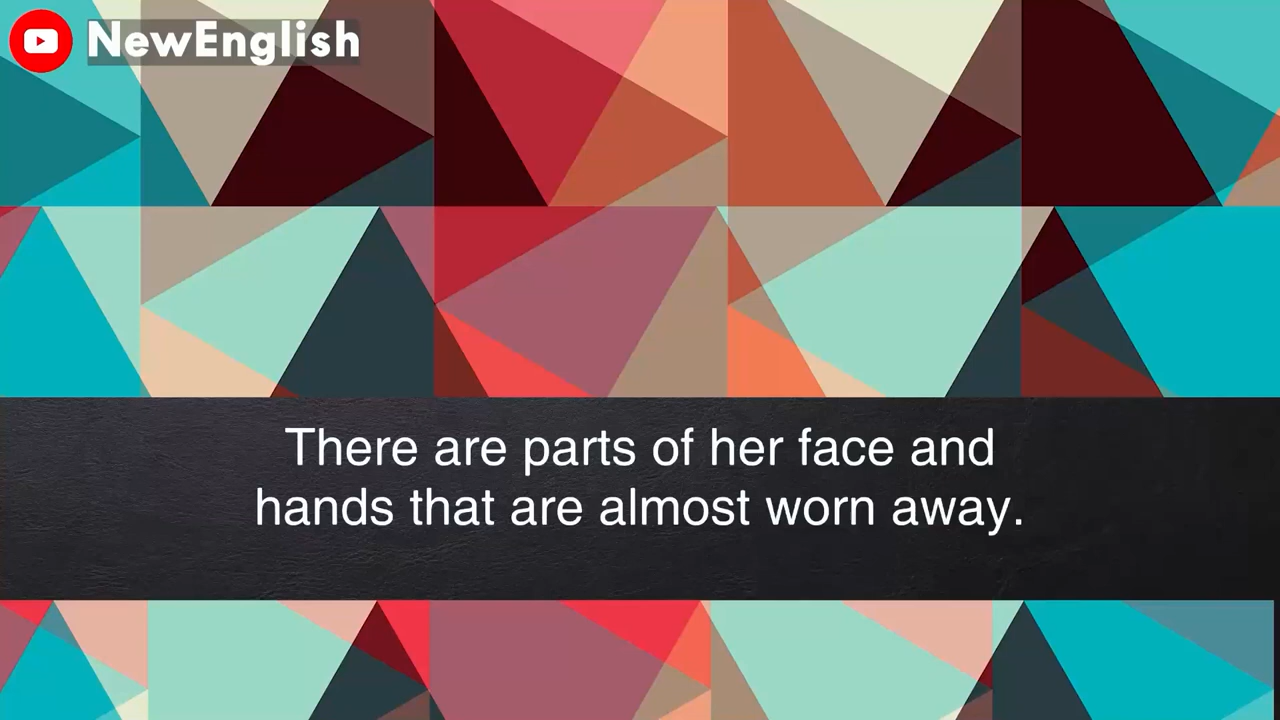 NewEnglish
There are parts of her face and
hands that are almost worn away.